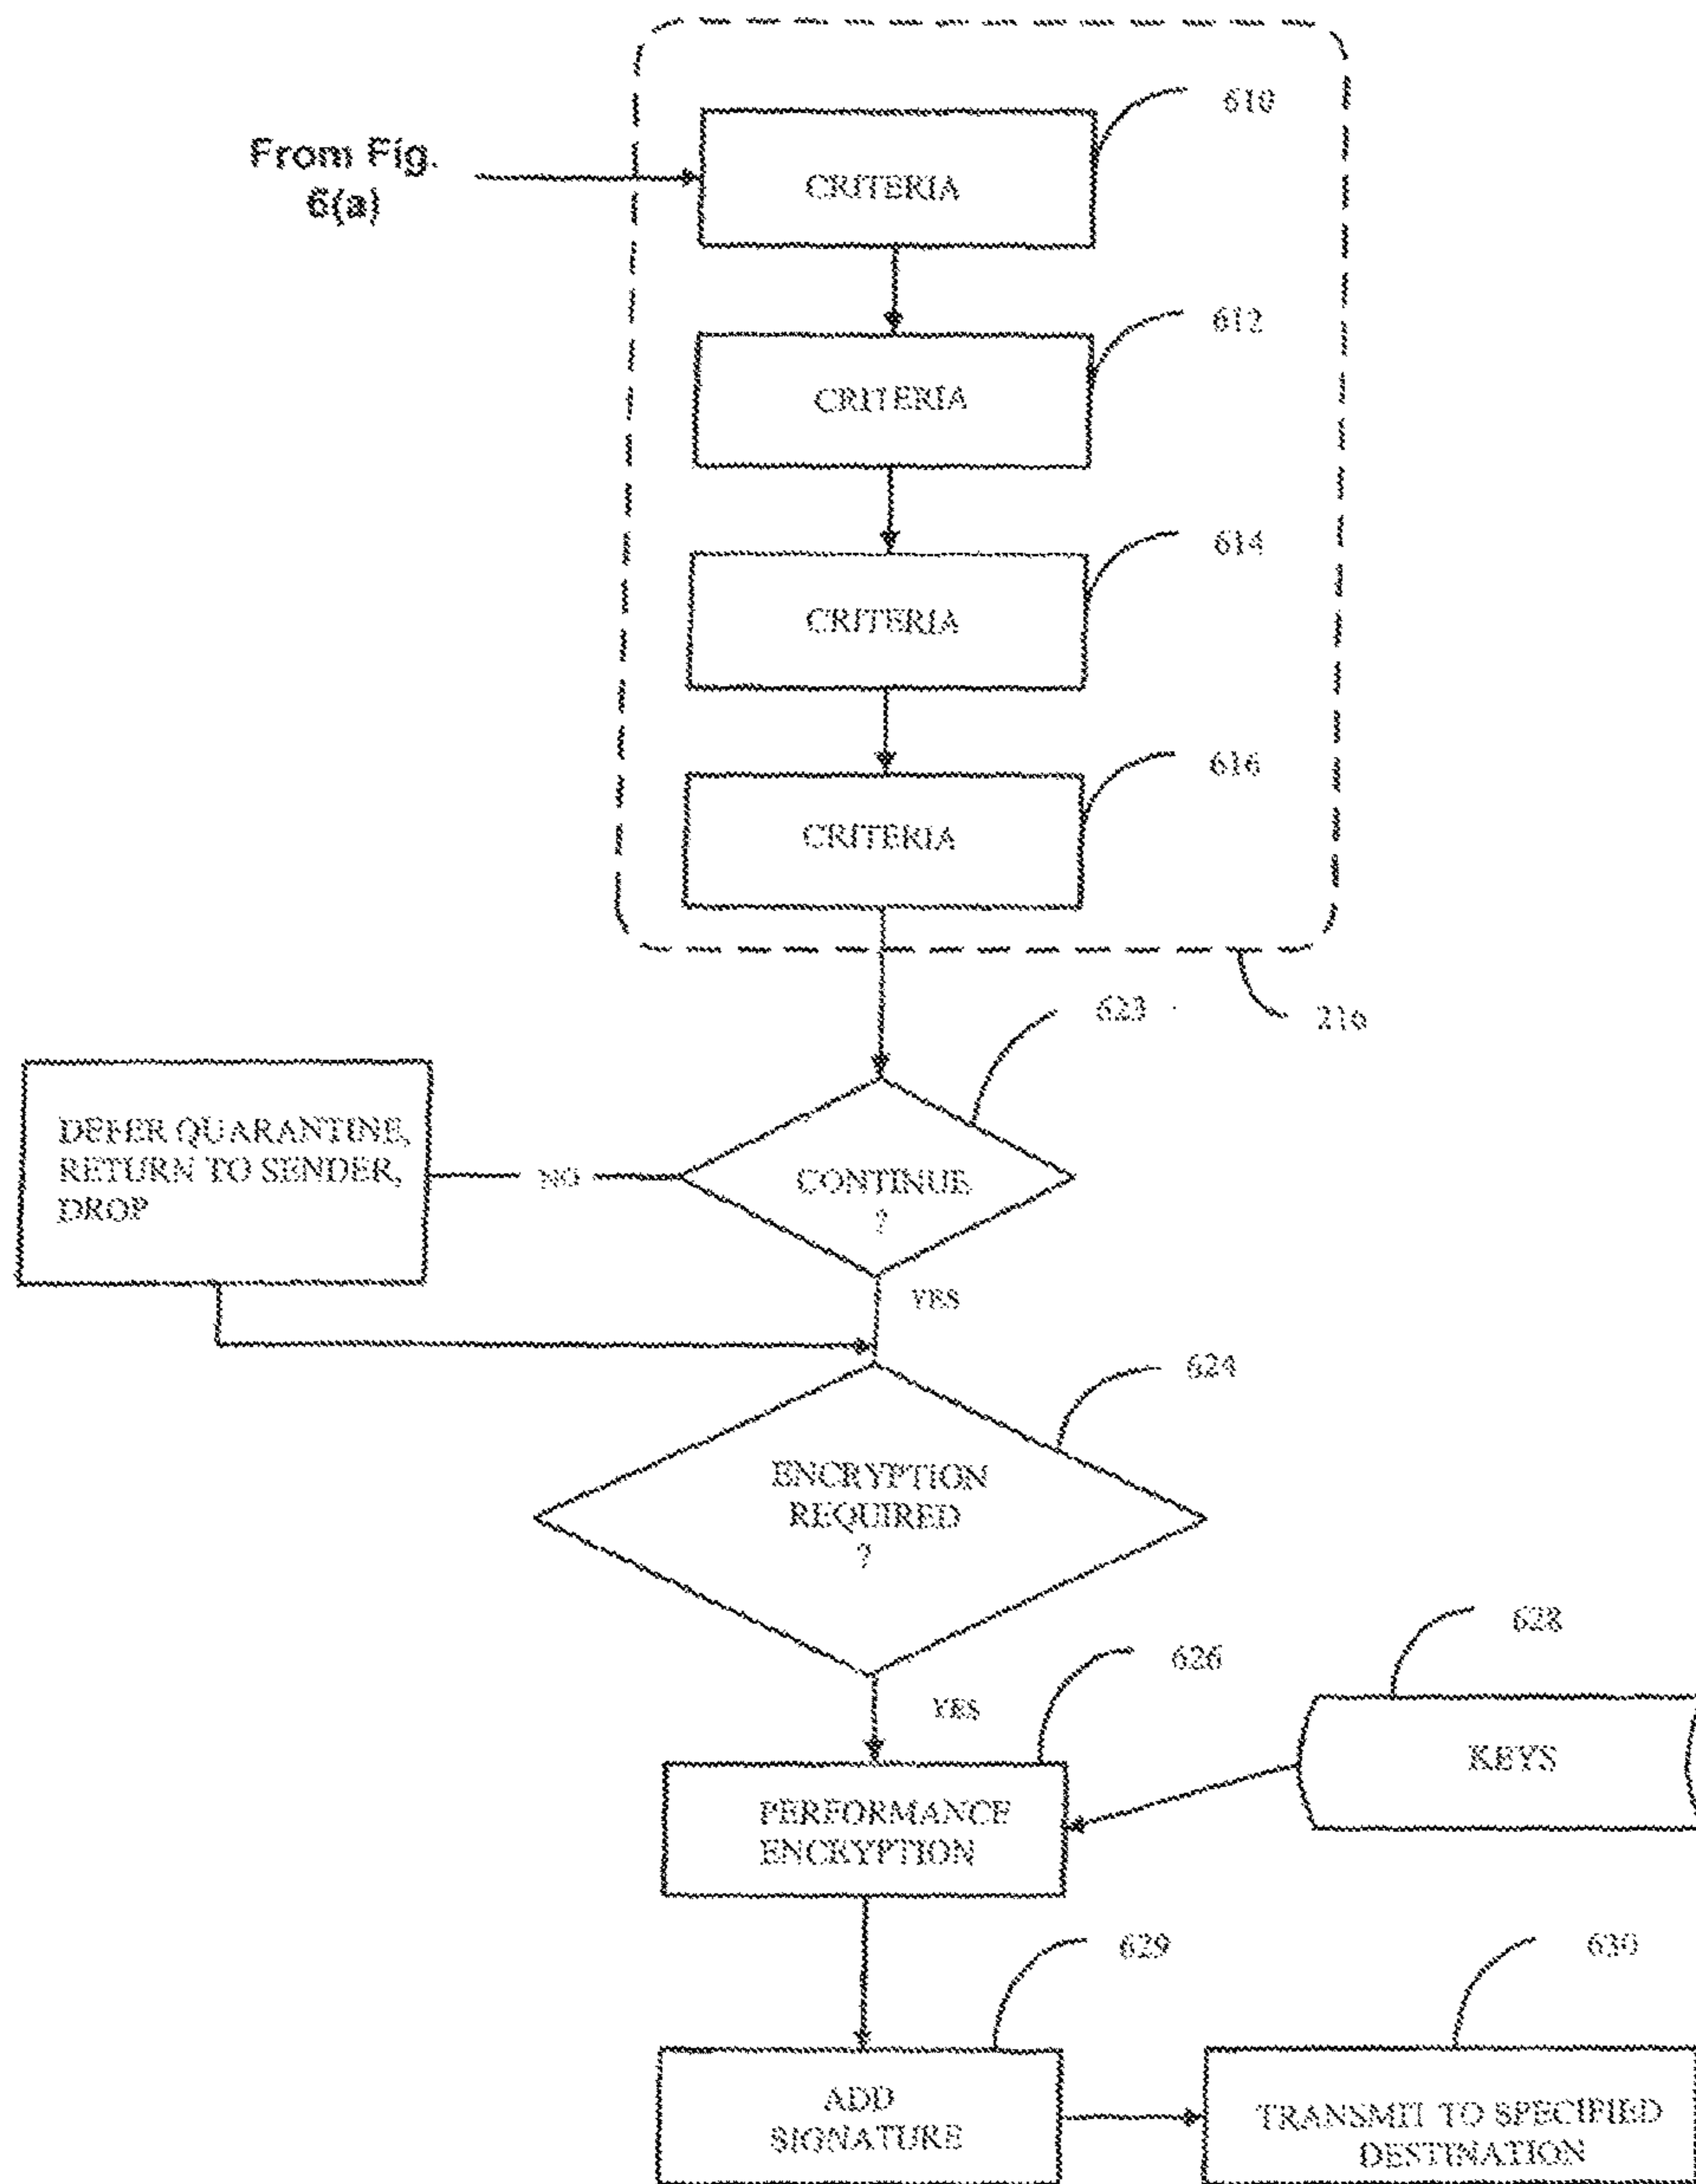 From Fig.
6(a)
610
CRITERIA
612
CRITERIA
614
CRITERIA
616
CRITERIA
216
623
DEFER QUARANTINE,
RETURN TO SENDER,
DROP
NO
CONTINUE
?
YES
624
ENCRYPTION
REQUIRED
?
YES
626
628
KEYS
PERFORMANCE
ENCRYPTION
629
630
ADD
SIGNATURE
TRANSMIT TO SPECIFIED
DESTINATION